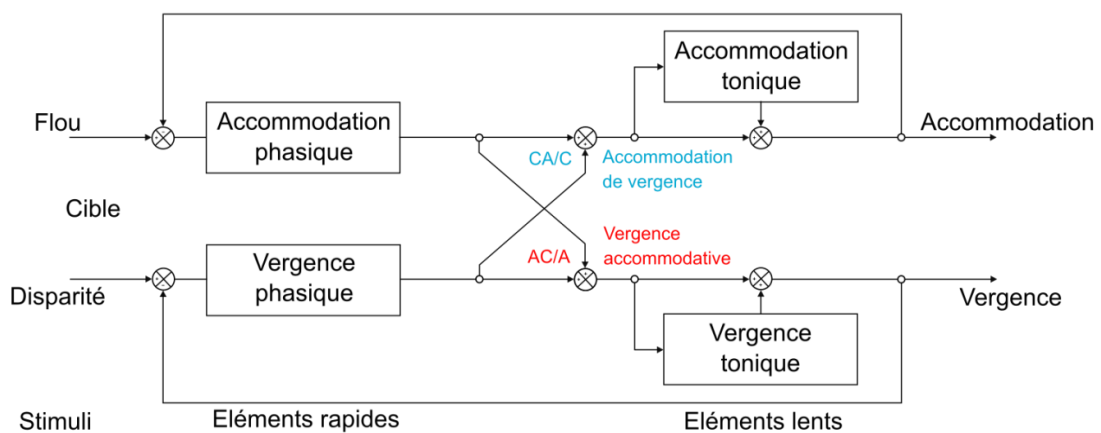 Accommodation
tonique
Flou
Accommodation
phasique
Accommodation
CA/C
Accommodation
de vergence
Cible
Vergence
phasique
AC/A
Vergence
accommodative
Disparité
Vergence
Vergence
tonique
Stimuli
Eléments rapides
Eléments lents